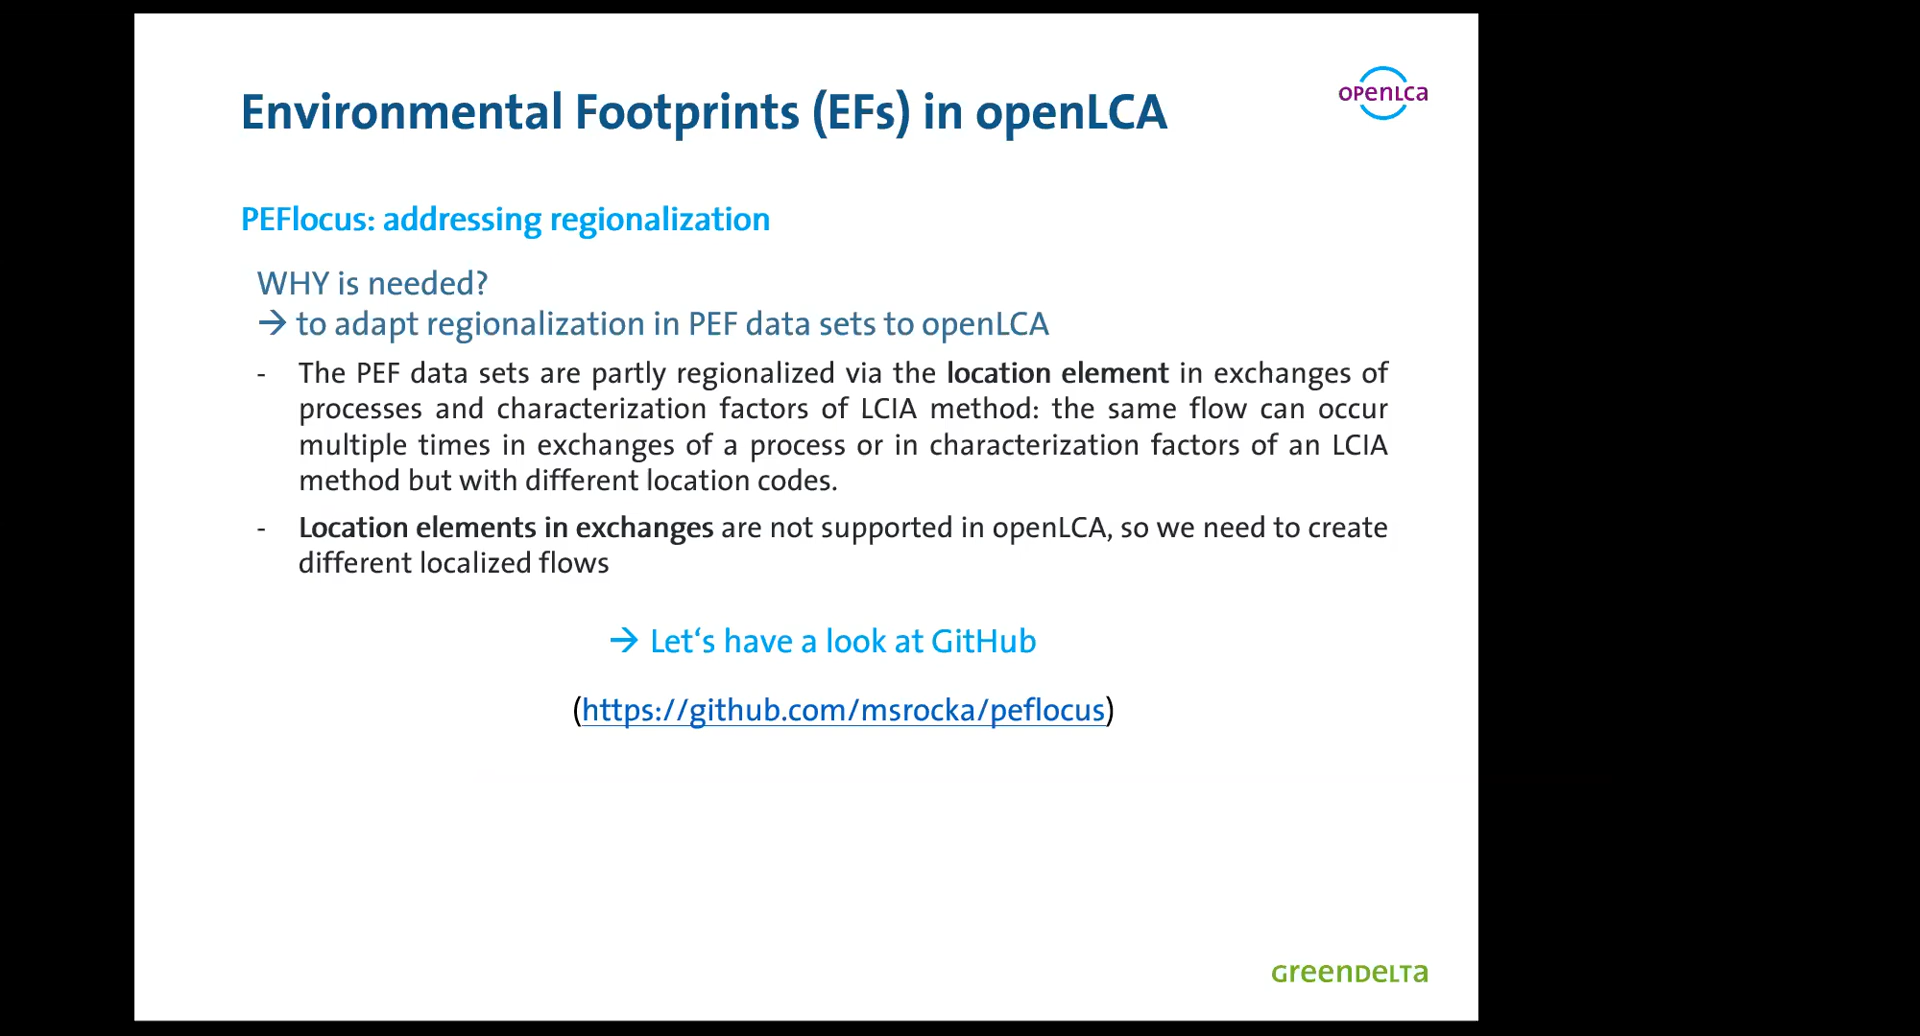 Environmental Footprints (EFs) in openLCA
openLca
PEFlocus: addressing regionalization
WHY is needed?
→ to adapt regionalization in PEF data sets to openLCA
- The PEF data sets are partly regionalized via the location element in exchanges of
processes and characterization factors of LCIA method: the same flow can occur
multiple times in exchanges of a process or in characterization factors of an LCIA
method but with different location codes.
- Location elements in exchanges are not supported in openLCA, so we need to create
different localized flows
→ Let‘s have a look at GitHub
(https://github.com/msrocka/peflocus)
GreenDeLTa